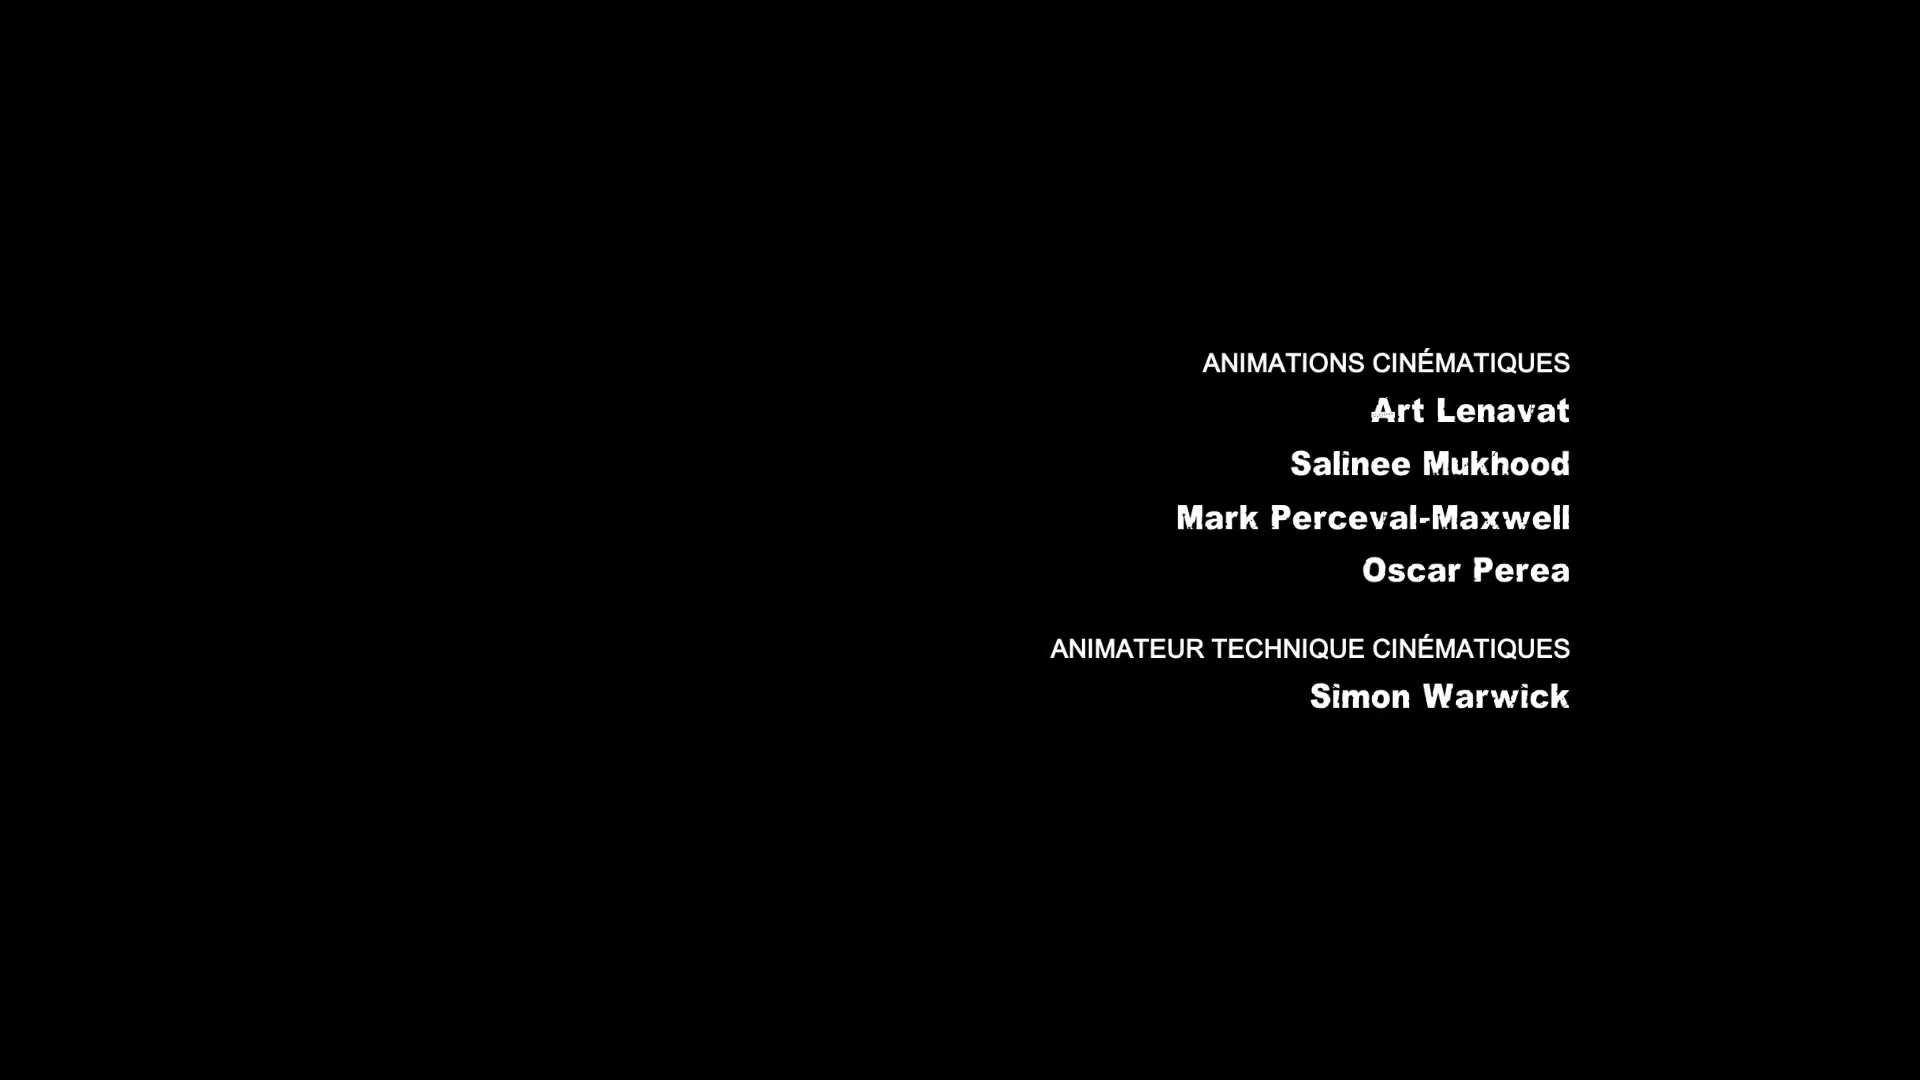 ANIMATIONS CINÉMATIQUES
Art Lenavat
Salinee Mukhood
Mark Perceval-Maxwell
Oscar Perea
ANIMATEUR TECHNIQUE CINÉMATIQUES
Simon Warwick